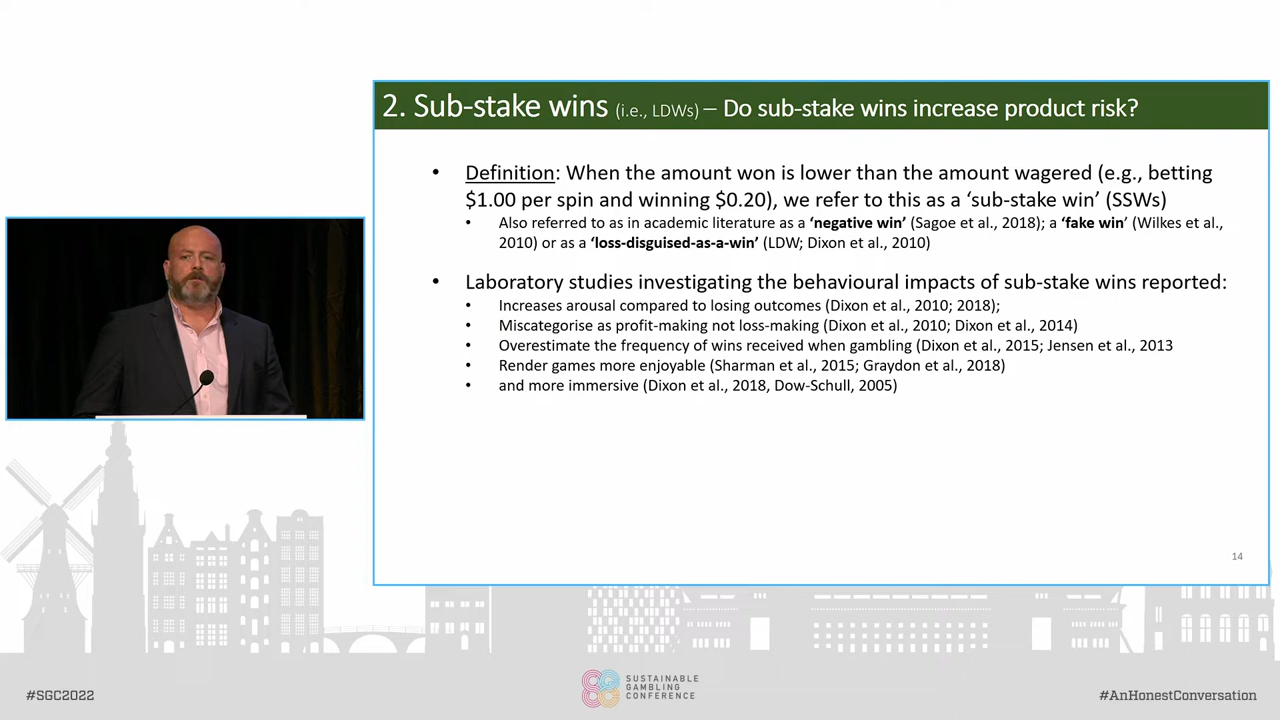 2. Sub-stake wins (i.e., LDWs) – Do sub-stake wins increase product risk?
• Definition: When the amount won is lower than the amount wagered (e.g., betting
$1.00 per spin and winning $0.20), we refer to this as a ‘sub-stake win’ (SSWs)
• Also referred to as in academic literature as a ‘negative win’ (Sagoe et al., 2018); a ‘fake win’ (Wilkes et al.,
2010) or as a ‘loss-disguised-as-a-win’ (LDW; Dixon et al., 2010)
• Laboratory studies investigating the behavioural impacts of sub-stake wins reported:
• Increases arousal compared to losing outcomes (Dixon et al., 2010; 2018);
• Miscategorise as profit-making not loss-making (Dixon et al., 2010; Dixon et al., 2014)
• Overestimate the frequency of wins received when gambling (Dixon et al., 2015; Jensen et al., 2013
• Render games more enjoyable (Sharman et al., 2015; Graydon et al., 2018)
• and more immersive (Dixon et al., 2018, Dow-Schull, 2005)
14
#SGC2022
SUSTAINABLE
GAMBLING
CONFERENCE
#AnHonestConversation